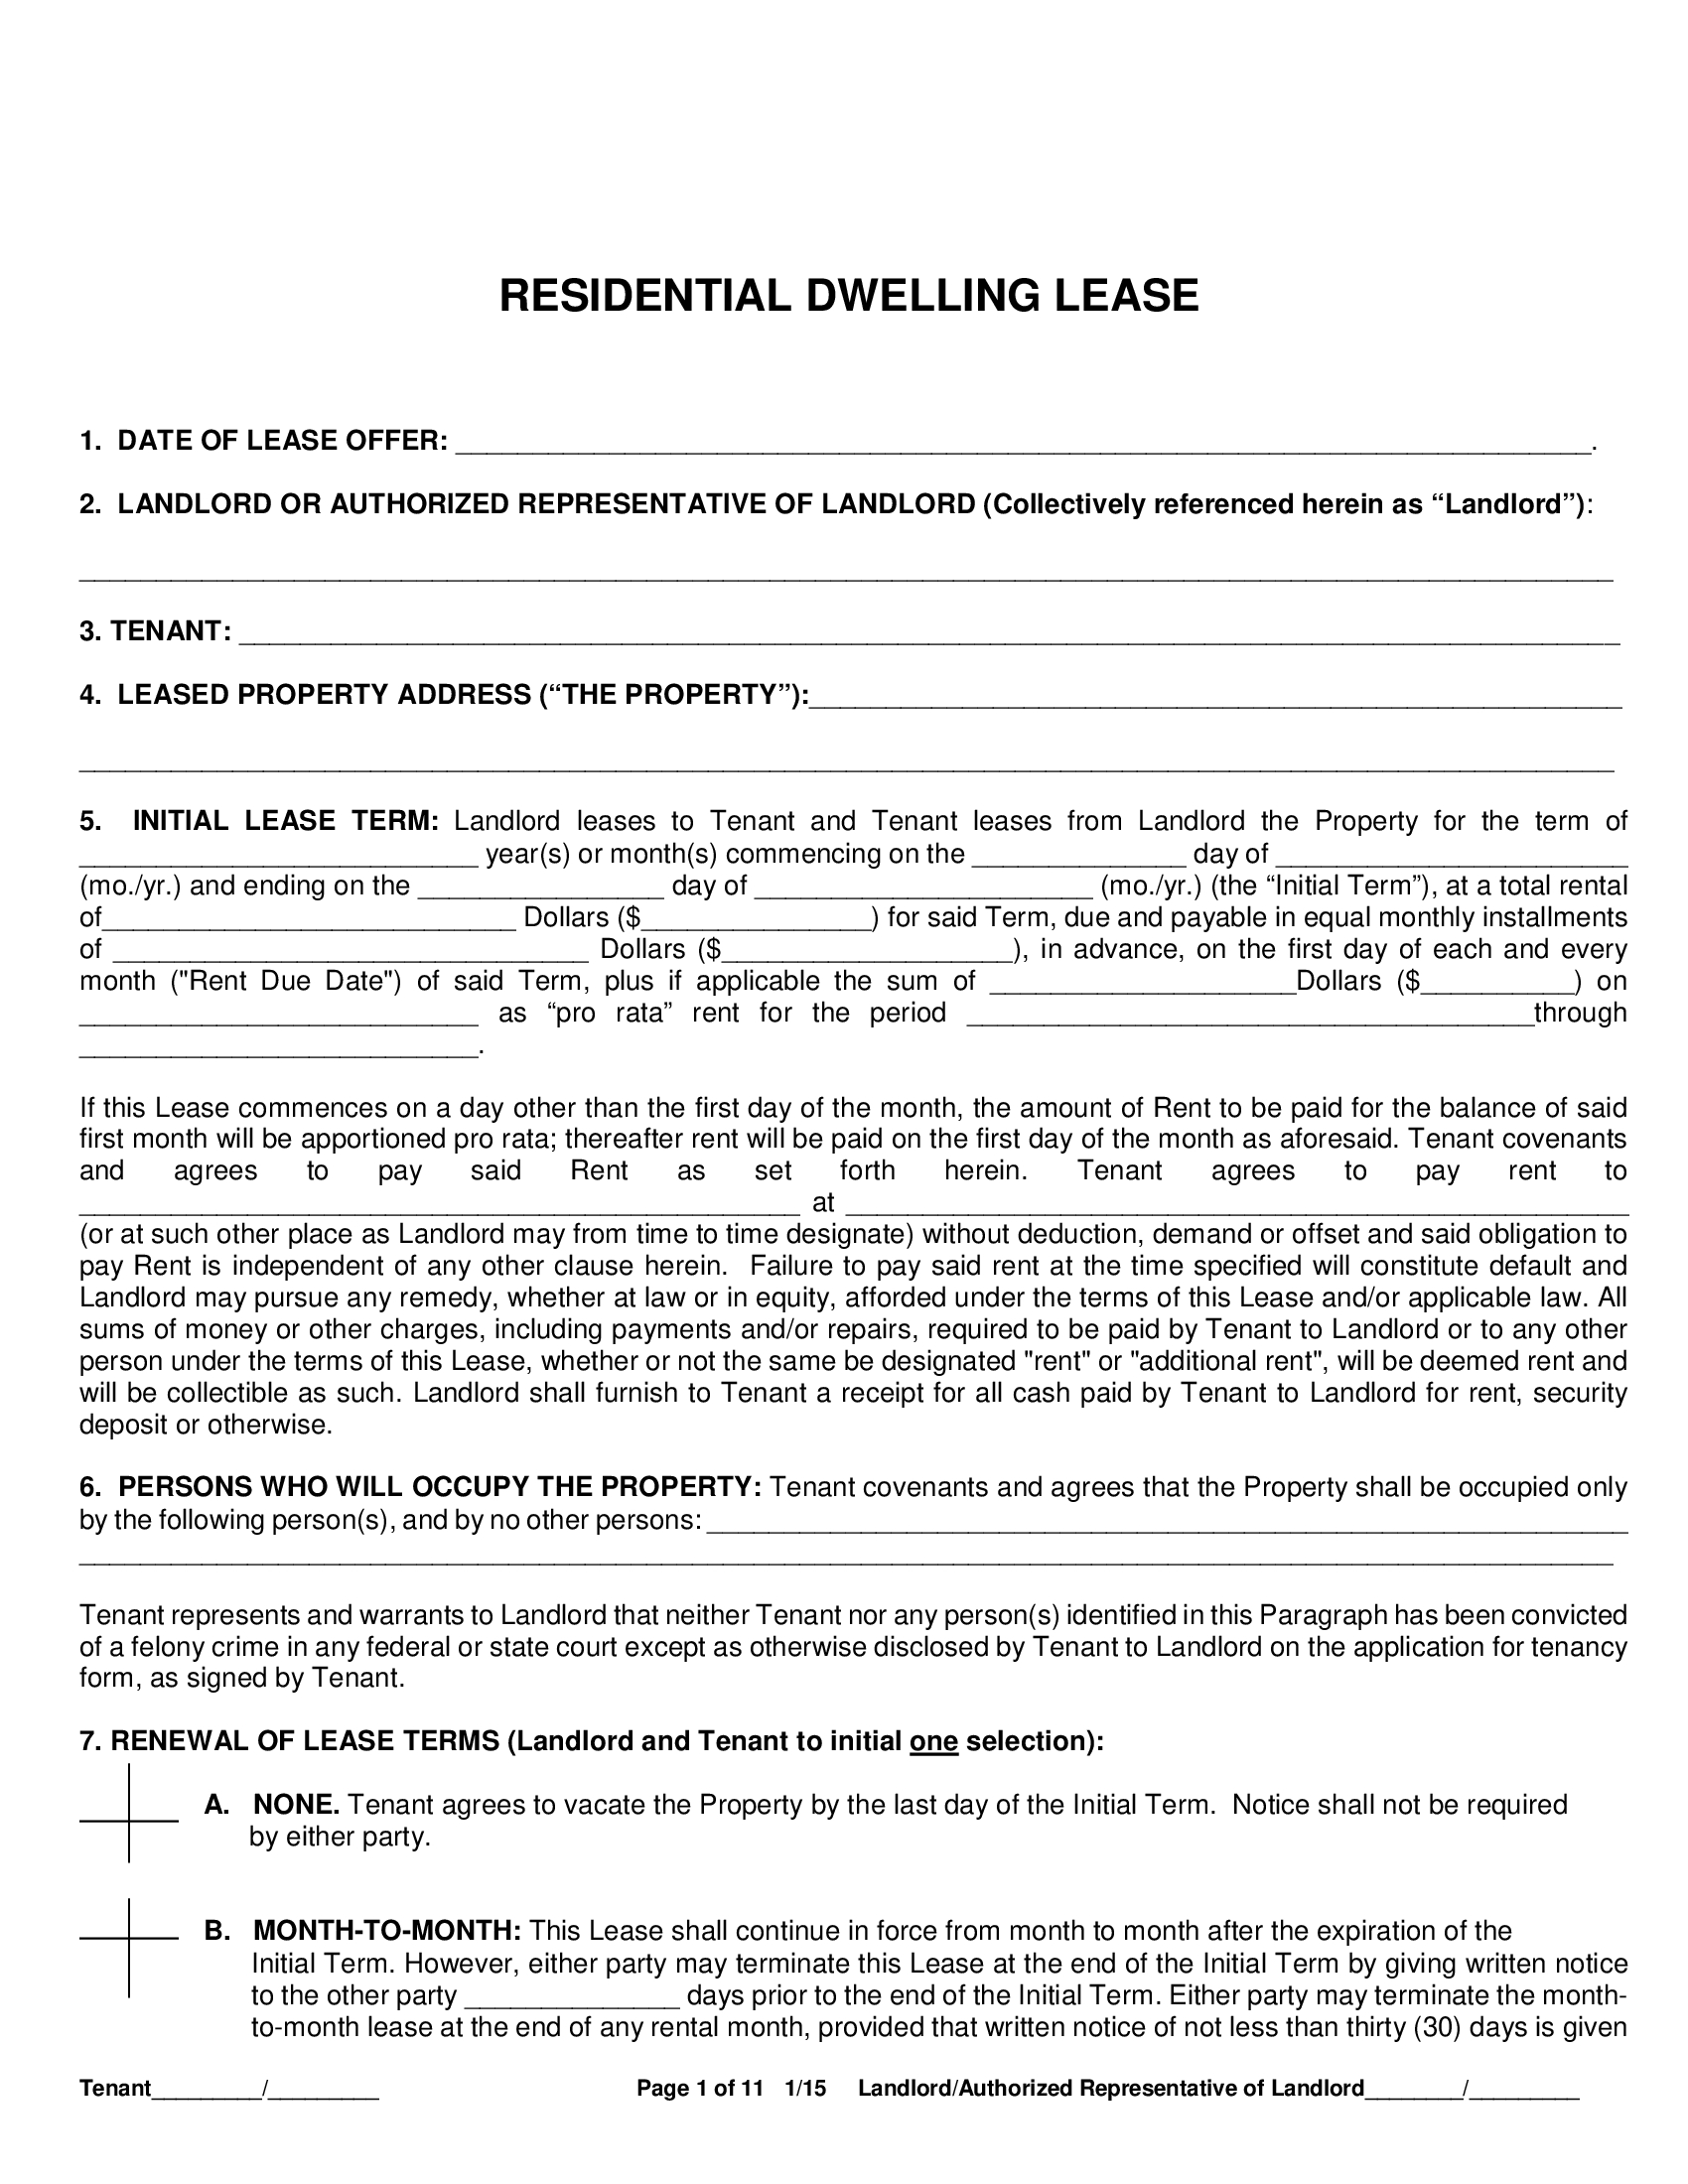 RESIDENTIAL DWELLING LEASE
1. DATE OF LEASE OFFER: ______________________________________________________________________________.
2. LANDLORD OR AUTHORIZED REPRESENTATIVE OF LANDLORD (Collectively referenced herein as “Landlord”):
____________________________________________________________________________________________________
3. TENANT: __________________________________________________________________________________________
4. LEASED PROPERTY ADDRESS (“THE PROPERTY”):_____________________________________________________
____________________________________________________________________________________________________
5. INITIAL LEASE TERM: Landlord leases to Tenant and Tenant leases from Landlord the Property for the term of
__________________________ year(s) or month(s) commencing on the ______________ day of _______________________
(mo./yr.) and ending on the ________________ day of ______________________ (mo./yr.) (the “Initial Term”), at a total rental
of___________________________ Dollars ($_______________) for said Term, due and payable in equal monthly installments
of _______________________________ Dollars ($___________________), in advance, on the first day of each and every
month ("Rent Due Date") of said Term, plus if applicable the sum of ____________________Dollars ($__________) on
__________________________ as “pro rata” rent for the period _____________________________________through
__________________________.
If this Lease commences on a day other than the first day of the month, the amount of Rent to be paid for the balance of said
first month will be apportioned pro rata; thereafter rent will be paid on the first day of the month as aforesaid. Tenant covenants
and agrees to pay said Rent as set forth herein. Tenant agrees to pay rent to
_______________________________________________ at ___________________________________________________
(or at such other place as Landlord may from time to time designate) without deduction, demand or offset and said obligation to
pay Rent is independent of any other clause herein. Failure to pay said rent at the time specified will constitute default and
Landlord may pursue any remedy, whether at law or in equity, afforded under the terms of this Lease and/or applicable law. All
sums of money or other charges, including payments and/or repairs, required to be paid by Tenant to Landlord or to any other
person under the terms of this Lease, whether or not the same be designated "rent" or "additional rent", will be deemed rent and
will be collectible as such. Landlord shall furnish to Tenant a receipt for all cash paid by Tenant to Landlord for rent, security
deposit or otherwise.
6. PERSONS WHO WILL OCCUPY THE PROPERTY: Tenant covenants and agrees that the Property shall be occupied only
by the following person(s), and by no other persons: ____________________________________________________________
____________________________________________________________________________________________________
Tenant represents and warrants to Landlord that neither Tenant nor any person(s) identified in this Paragraph has been convicted
of a felony crime in any federal or state court except as otherwise disclosed by Tenant to Landlord on the application for tenancy
form, as signed by Tenant.
7. RENEWAL OF LEASE TERMS (Landlord and Tenant to initial one selection):
A. NONE. Tenant agrees to vacate the Property by the last day of the Initial Term. Notice shall not be required
by either party.
B. MONTH-TO-MONTH: This Lease shall continue in force from month to month after the expiration of the
Initial Term. However, either party may terminate this Lease at the end of the Initial Term by giving written notice
to the other party ______________ days prior to the end of the Initial Term. Either party may terminate the month-
to-month lease at the end of any rental month, provided that written notice of not less than thirty (30) days is given
Tenant_________/_________ Page 1 of 11 1/15 Landlord/Authorized Representative of Landlord________/_________